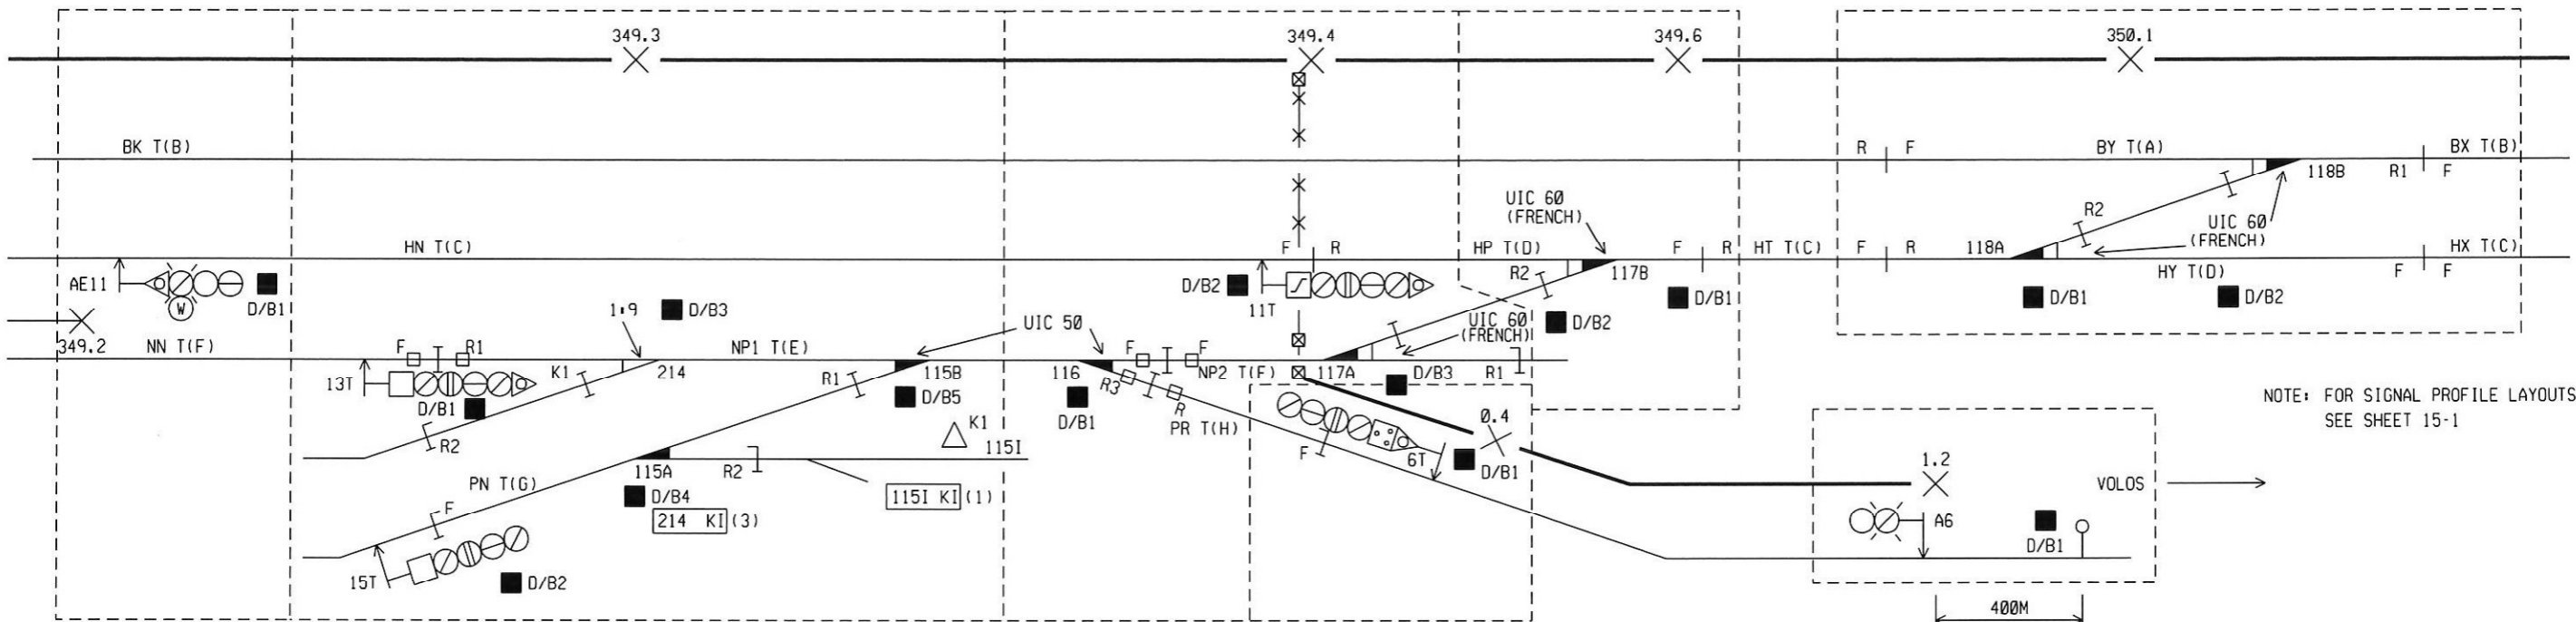 349.3
349.4
349.6
350.1
BK T(B)
R F
BY T(A)
BX T(B)
118B
R1 F
UIC 60
(FRENCH)
R2
UIC 60
(FRENCH)
HN T(C)
F R
HP T(D)
F R
HT T(C)
F R
118A
HX T(C)
AE11
W
D/B1
D/B2
11T
R2
117B
D/B1
HY T(D)
F F
D/B1
D/B2
1:9
D/B3
UIC 50
UIC 60
(FRENCH)
D/B2
349.2
NN T(F)
F R1
NP1 T(E)
F F
NP2 T(F)
117A
D/B3
R1
13T
K1
214
R1
115B
116
R3
D/B1
R2
D/B5
D/B1
R
PR T(H)
0.4
NOTE: FOR SIGNAL PROFILE LAYOUTS
SEE SHEET 15-1
K1
115I
F
6T
D/B1
115A
R2
1.2
PN T(G)
D/B4
115I KI (1)
VOLOS
F
214 KI (3)
A6
D/B1
15T
D/B2
400M